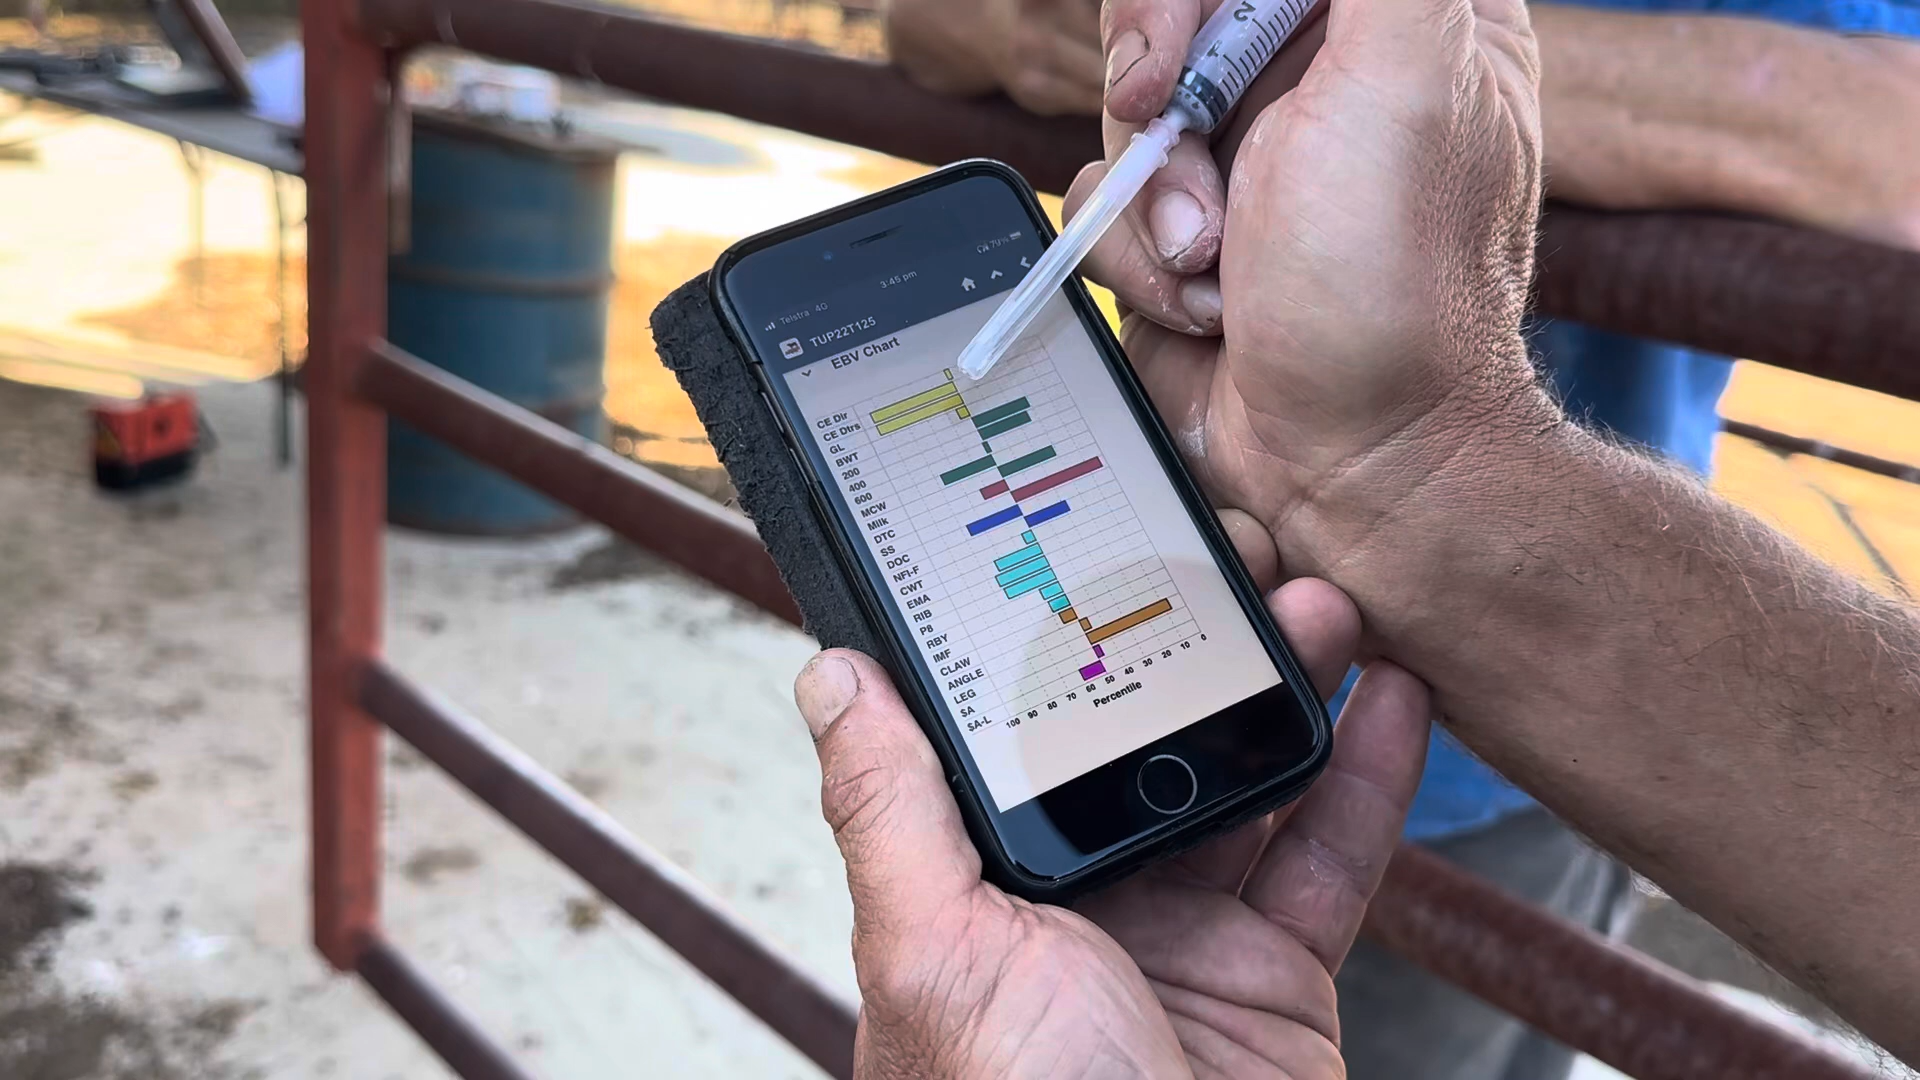 2
Telstra 4G 3:45 pm 79%
TUP22T125
EBV Chart
CE Dir
CE Dtrs
GL
BWT
200
400
600
MCW
Milk
DTC
SS
DOC
NFI-F
CWT
EMA
RIB
P8
RBY
IMF
CLAW
ANGLE
LEG
$A
$A-L
100 90 80 70 60 50 40 30 20 10 0
Percentile